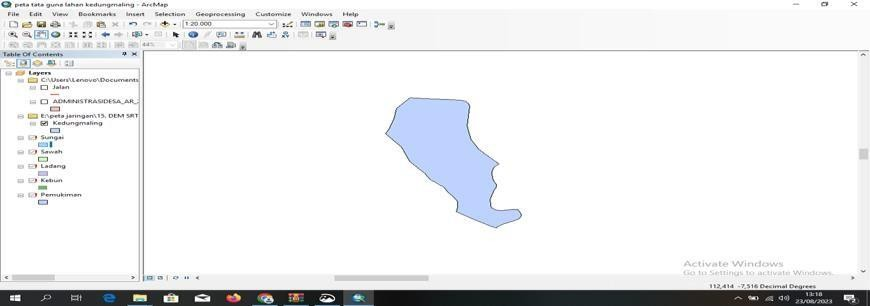 peta tata guna lahan kedungmaling - ArcMap
File Edit View Bookmarks Insert Selection Geoprocessing Customize Windows Help
1:20.000
44%
Table Of Contents
Layers
C:\Users\Lenovo\Documents
Jalan
ADMINISTRASIDESA_AR_
E:\peta jaringan\15. DEM SRT
Kedungmaling
Sungai
Sawah
Ladang
Kebun
Pemukiman
Activate Windows
Go to Settings to activate Windows.
112,414 -7,516 Decimal Degrees
13:18
23/08/2023